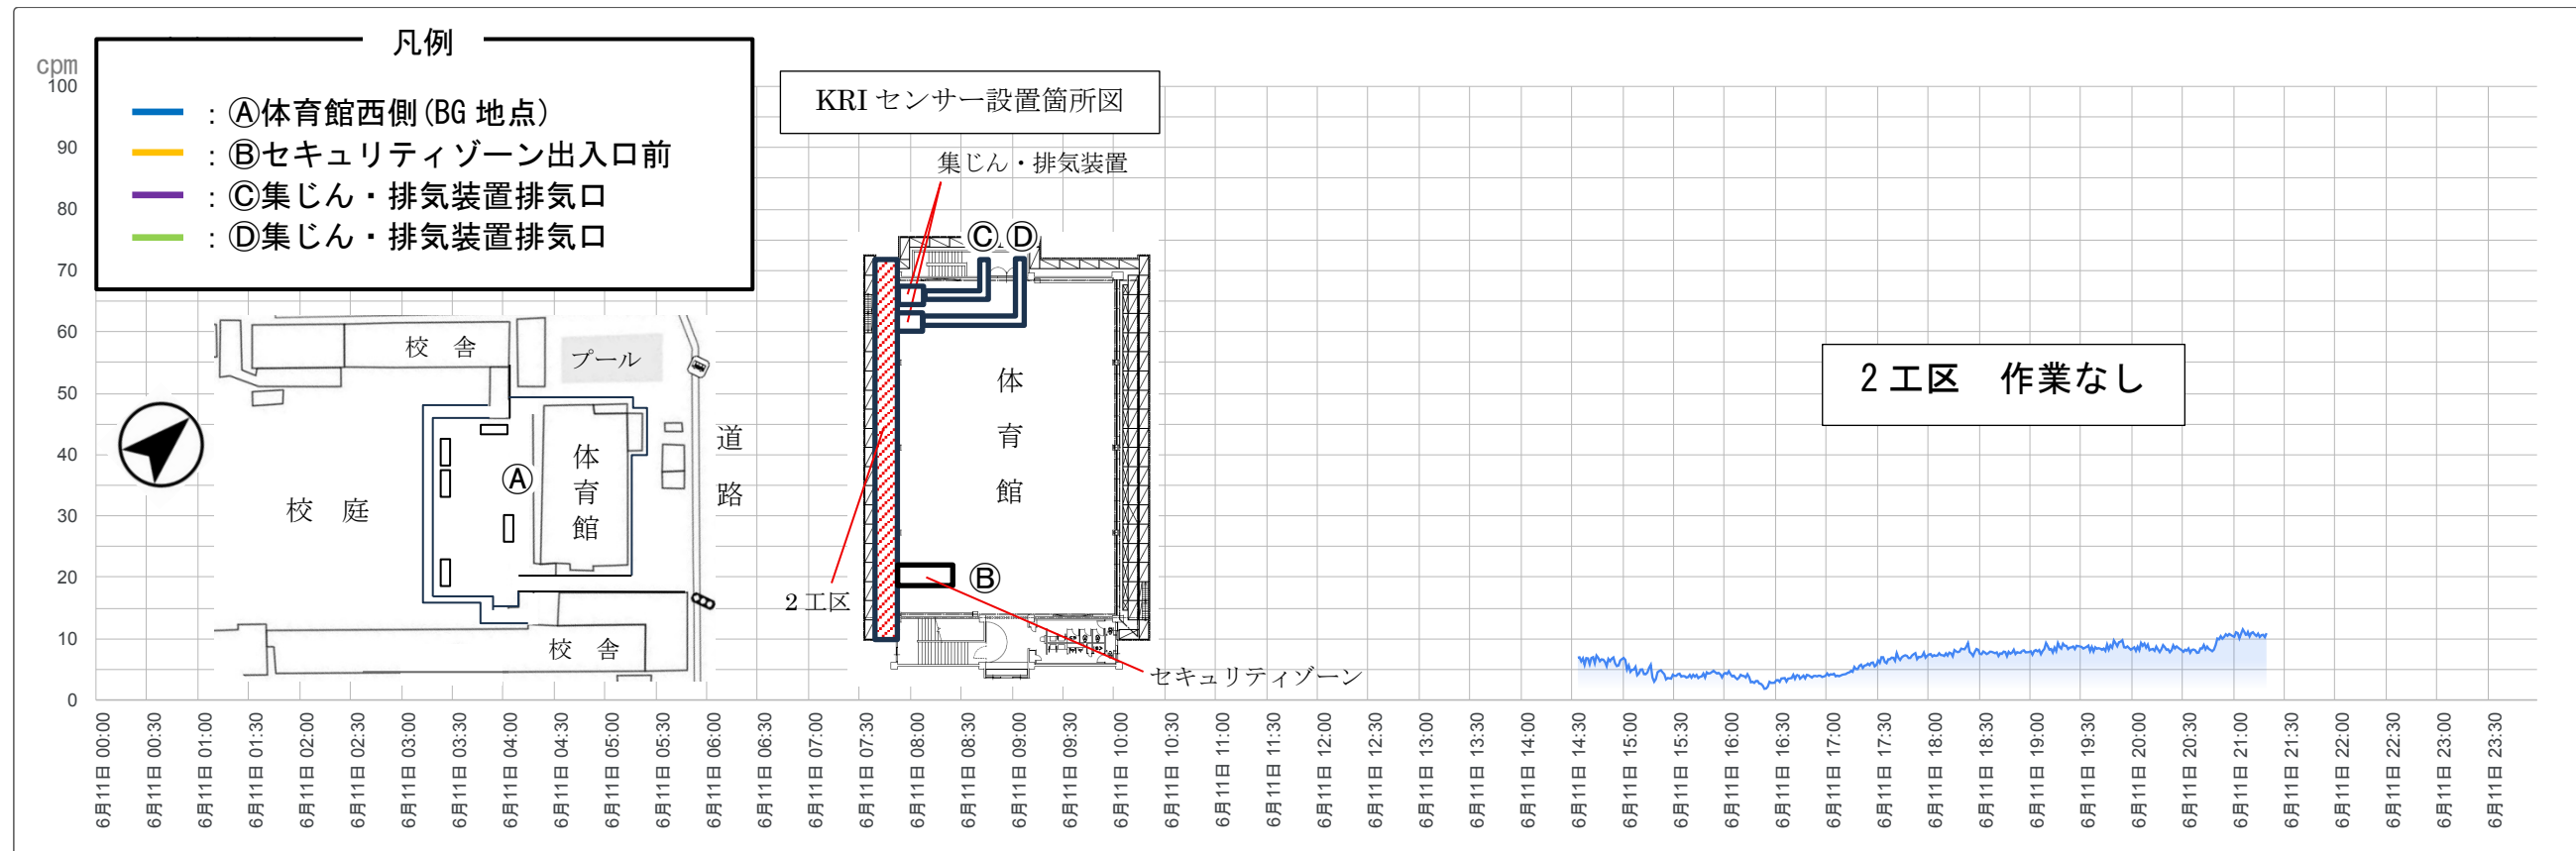 凡例
: Ⓐ体育館西側(BG 地点)
: Ⓑセキュリティゾーン出入口前
: Ⓒ集じん・排気装置排気口
: Ⓓ集じん・排気装置排気口
cpm
100
90
80
70
60
50
40
30
20
10
0
KRI センサー設置箇所図
集じん・排気装置
Ⓒ Ⓓ
体育館
Ⓑ
2 工区
セキュリティゾーン
校 舎
プール
道路
体育館
Ⓐ
校 庭
校 舎
2 工区 作業なし
6月11日 00:00
6月11日 00:30
6月11日 01:00
6月11日 01:30
6月11日 02:00
6月11日 02:30
6月11日 03:00
6月11日 03:30
6月11日 04:00
6月11日 04:30
6月11日 05:00
6月11日 05:30
6月11日 06:00
6月11日 06:30
6月11日 07:00
6月11日 07:30
6月11日 08:00
6月11日 08:30
6月11日 09:00
6月11日 09:30
6月11日 10:00
6月11日 10:30
6月11日 11:00
6月11日 11:30
6月11日 12:00
6月11日 12:30
6月11日 13:00
6月11日 13:30
6月11日 14:00
6月11日 14:30
6月11日 15:00
6月11日 15:30
6月11日 16:00
6月11日 16:30
6月11日 17:00
6月11日 17:30
6月11日 18:00
6月11日 18:30
6月11日 19:00
6月11日 19:30
6月11日 20:00
6月11日 20:30
6月11日 21:00
6月11日 21:30
6月11日 22:00
6月11日 22:30
6月11日 23:00
6月11日 23:30